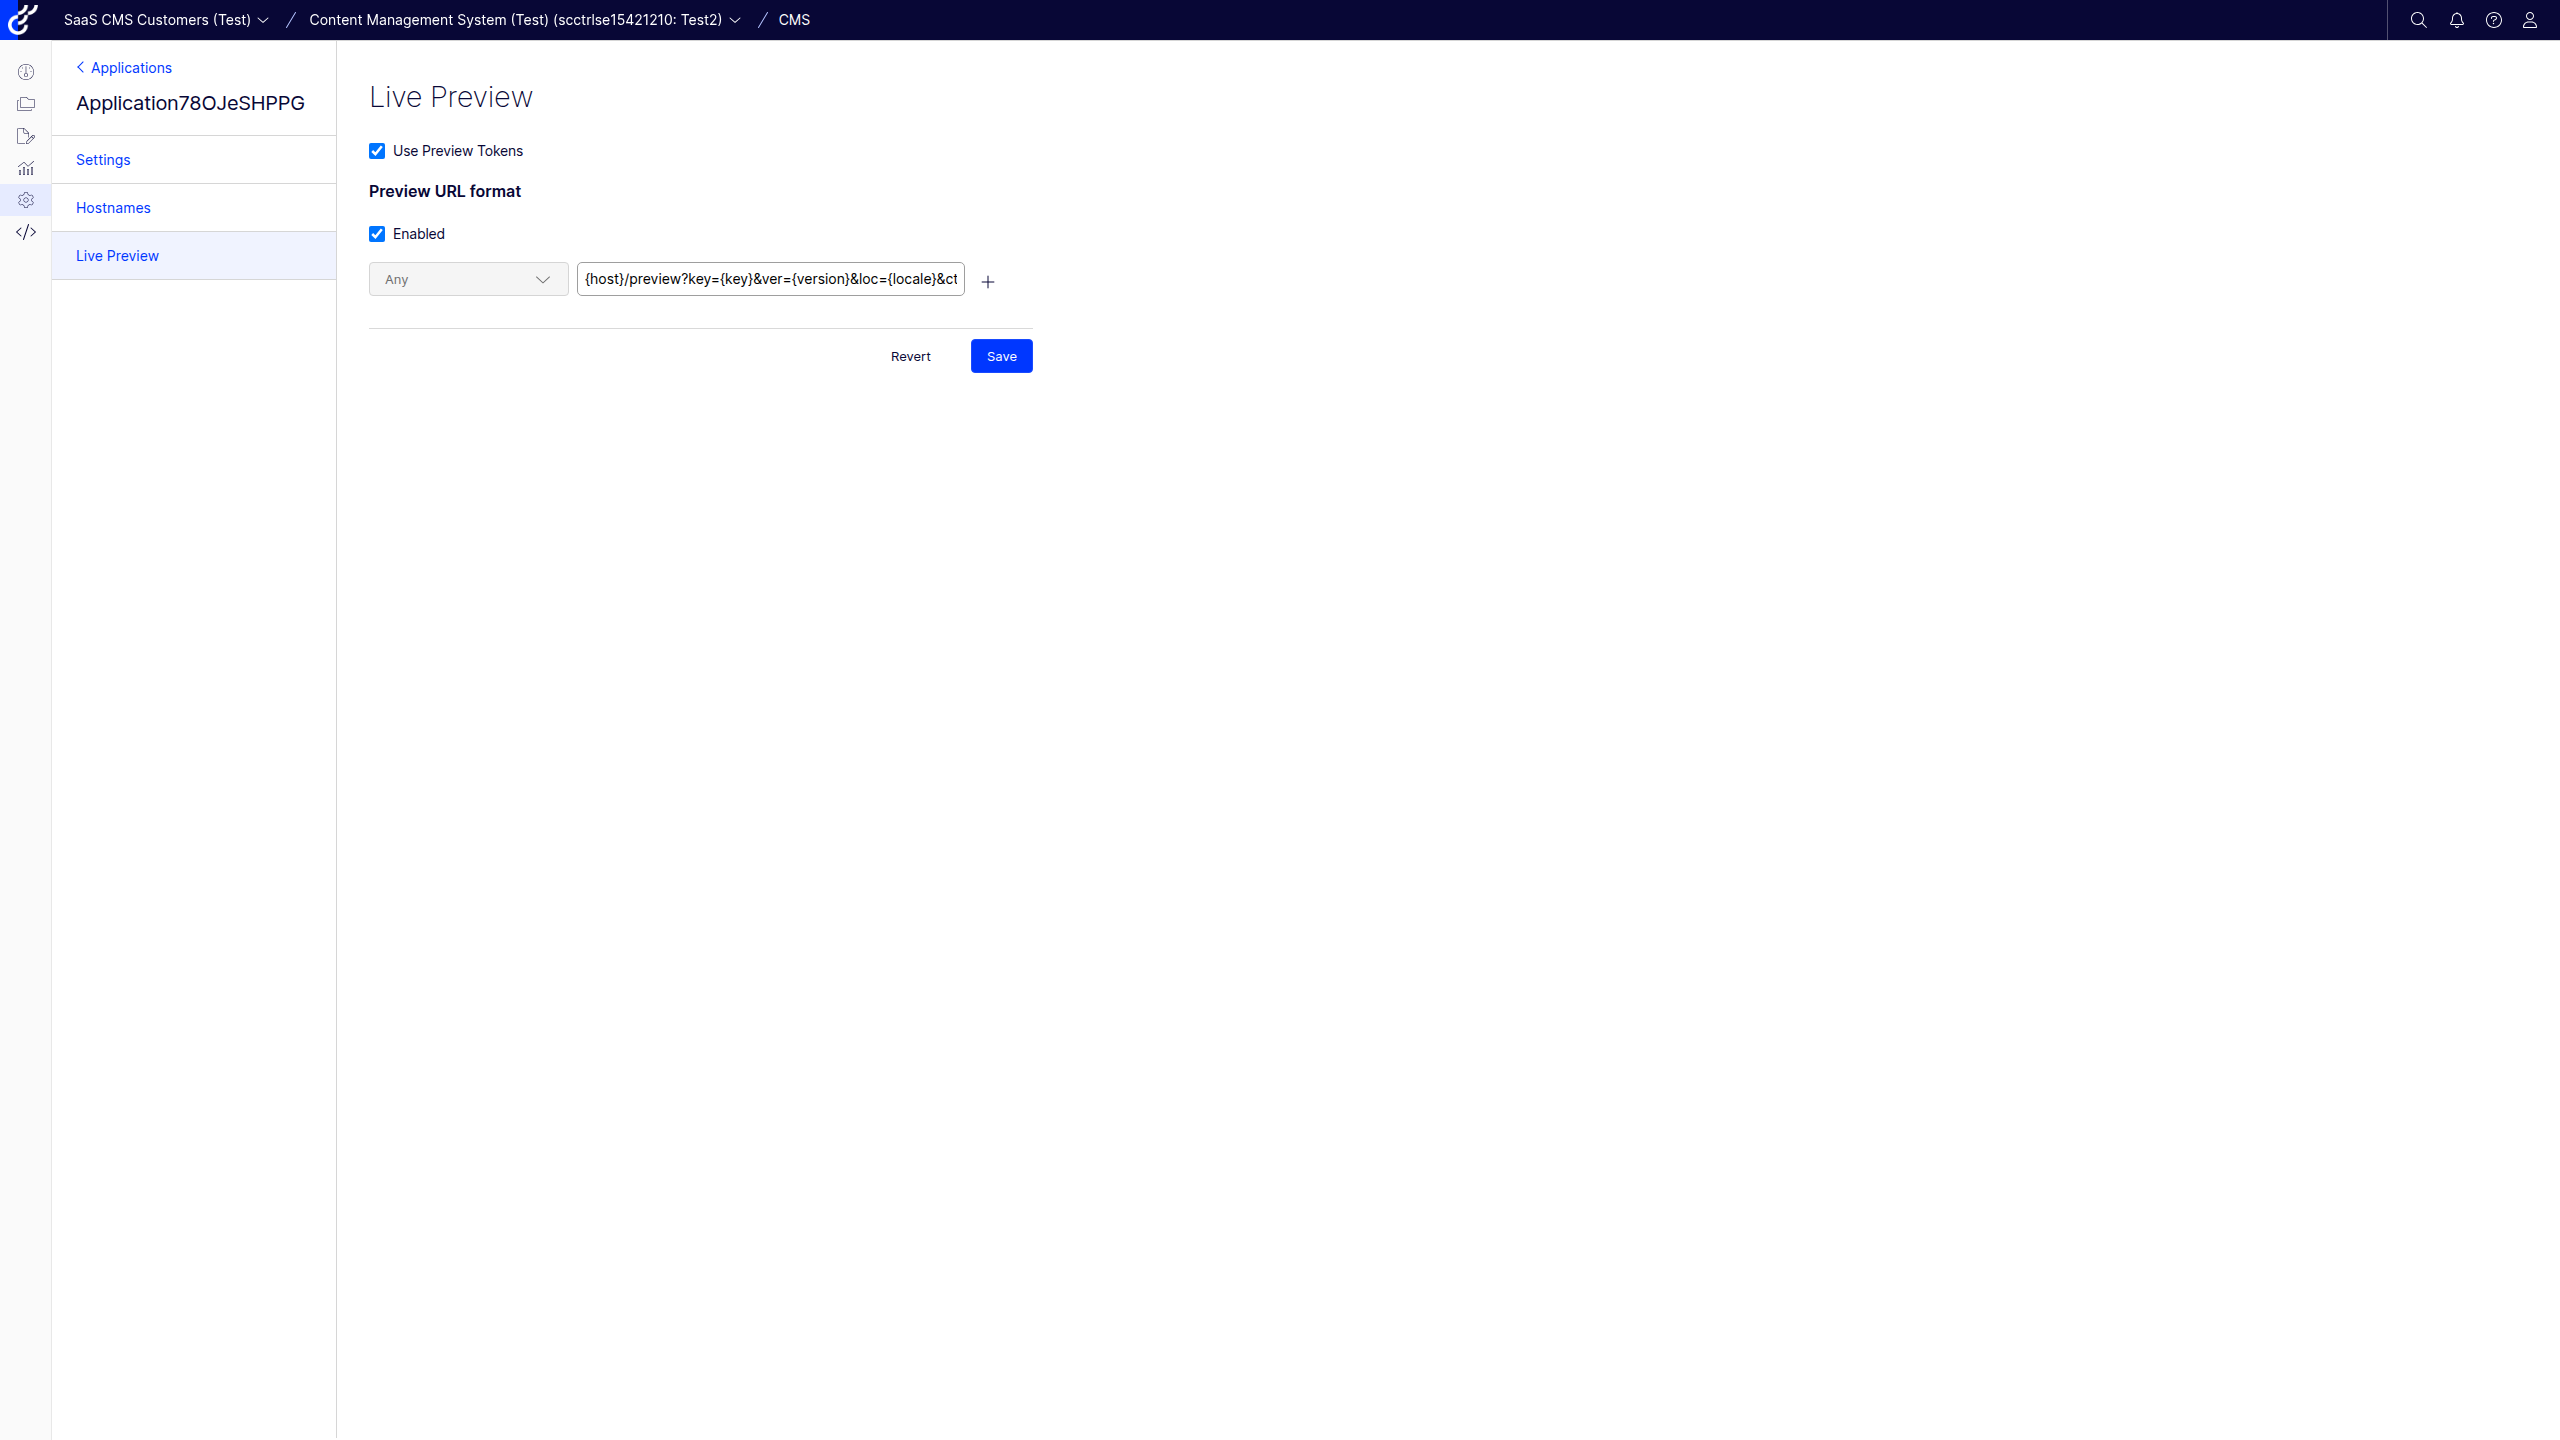 SaaS CMS Customers (Test) / Content Management System (Test) (scctrlse15421210: Test2) / CMS
Applications
Application78OJeSHPPG
Settings
Hostnames
Live Preview
Live Preview
Use Preview Tokens
Preview URL format
Enabled
Any
{host}/preview?key={key}&ver={version}&loc={locale}&ct
Revert
Save